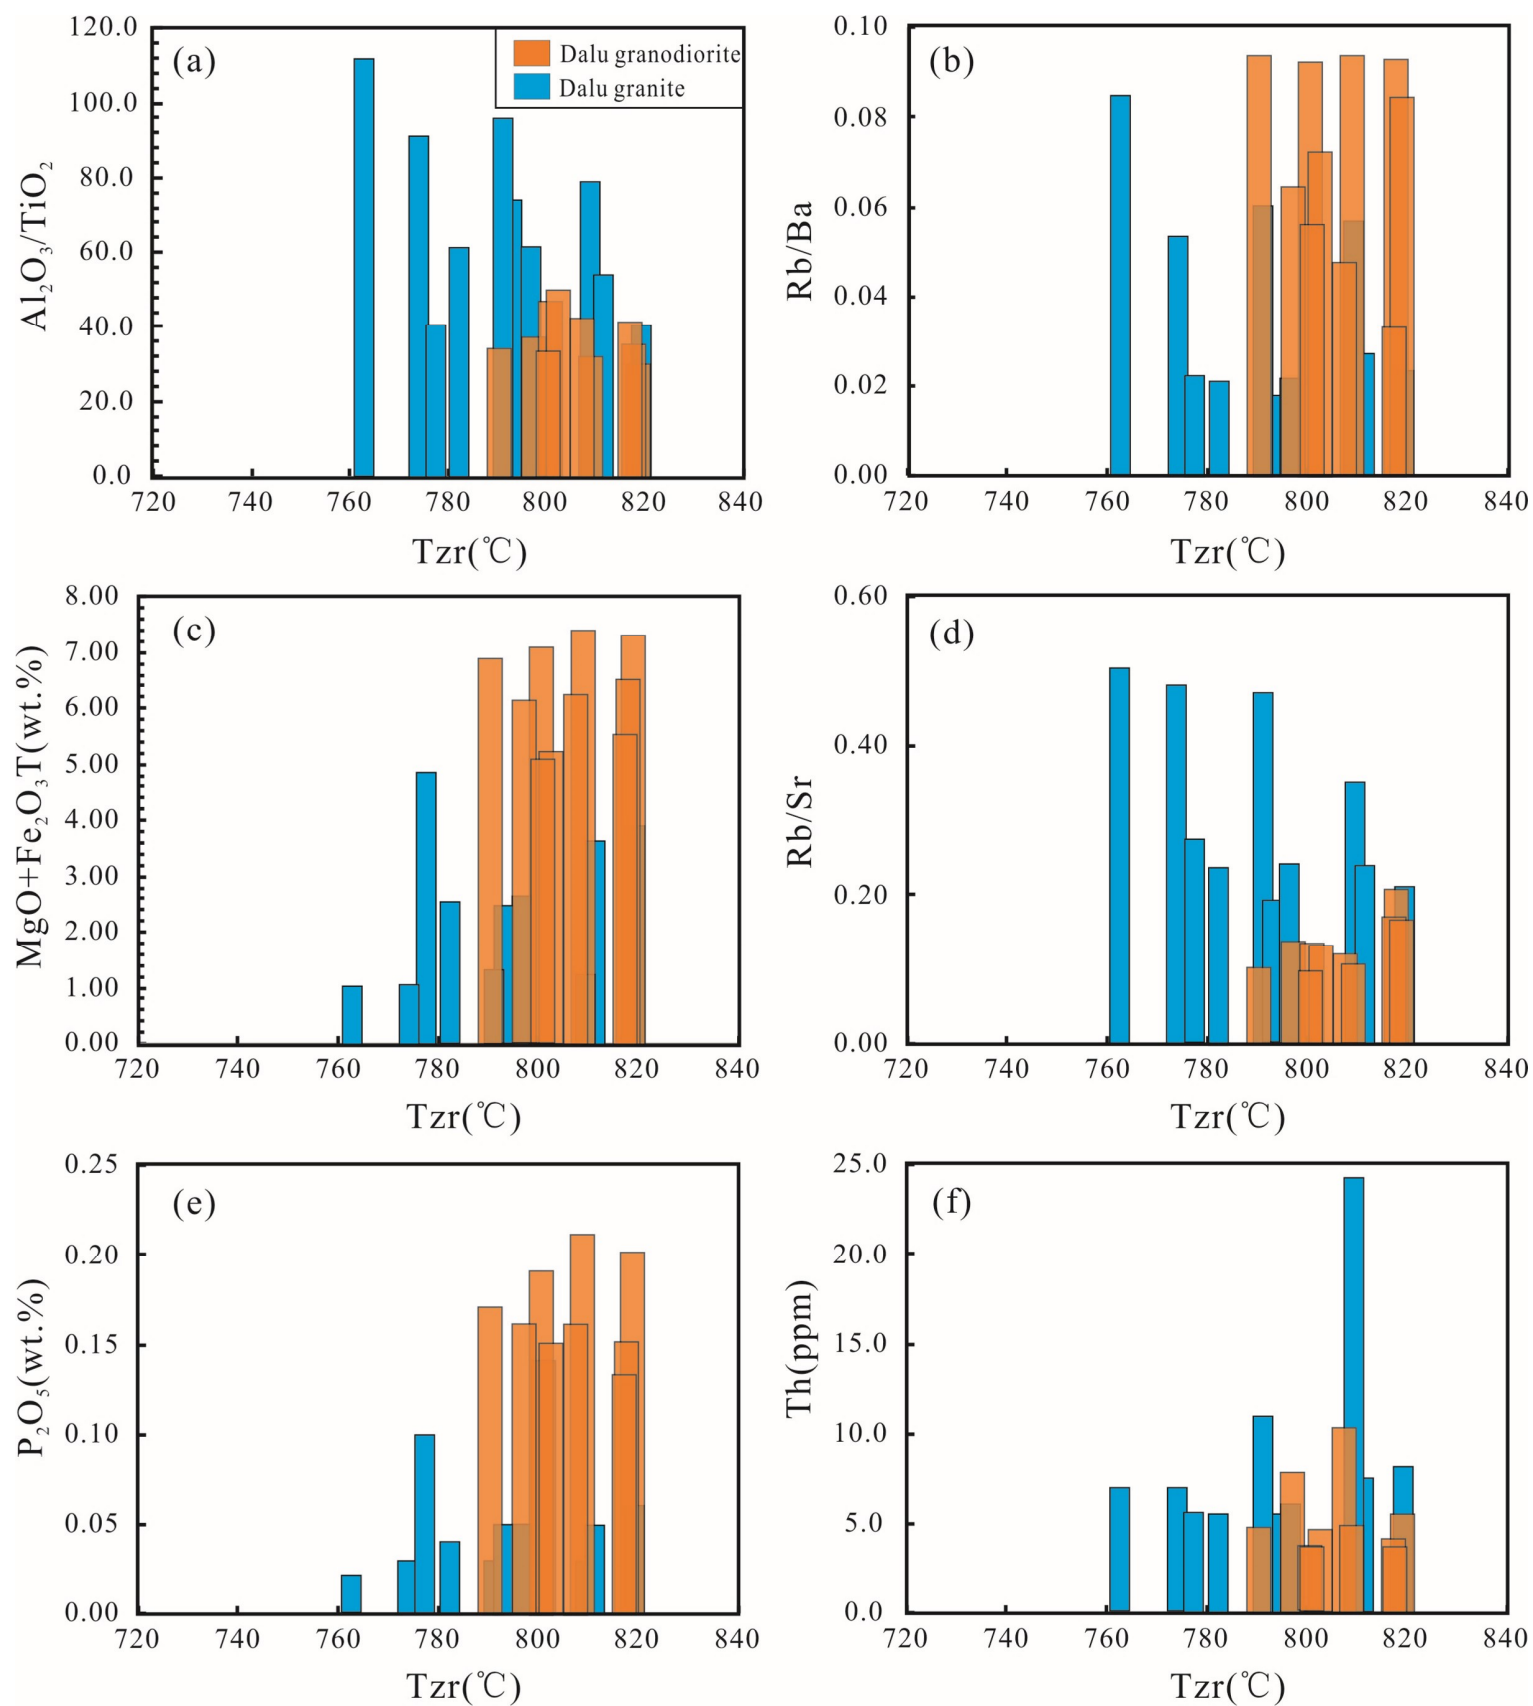 (a)
Dalu granodiorite
Dalu granite
120.0
100.0
80.0
60.0
40.0
20.0
0.0
Al₂O₃/TiO₂
720 740 760 780 800 820 840
Tzr(℃)
(b)
0.10
0.08
0.06
0.04
0.02
0.00
Rb/Ba
720 740 760 780 800 820 840
Tzr(℃)
(c)
8.00
7.00
6.00
5.00
4.00
3.00
2.00
1.00
0.00
MgO+Fe₂O₃T(wt.%)
720 740 760 780 800 820 840
Tzr(℃)
(d)
0.60
0.40
0.20
0.00
Rb/Sr
720 740 760 780 800 820 840
Tzr(℃)
(e)
0.25
0.20
0.15
0.10
0.05
0.00
P₂O₅(wt.%)
720 740 760 780 800 820 840
Tzr(℃)
(f)
25.0
20.0
15.0
10.0
5.0
0.0
Th(ppm)
720 740 760 780 800 820 840
Tzr(℃)